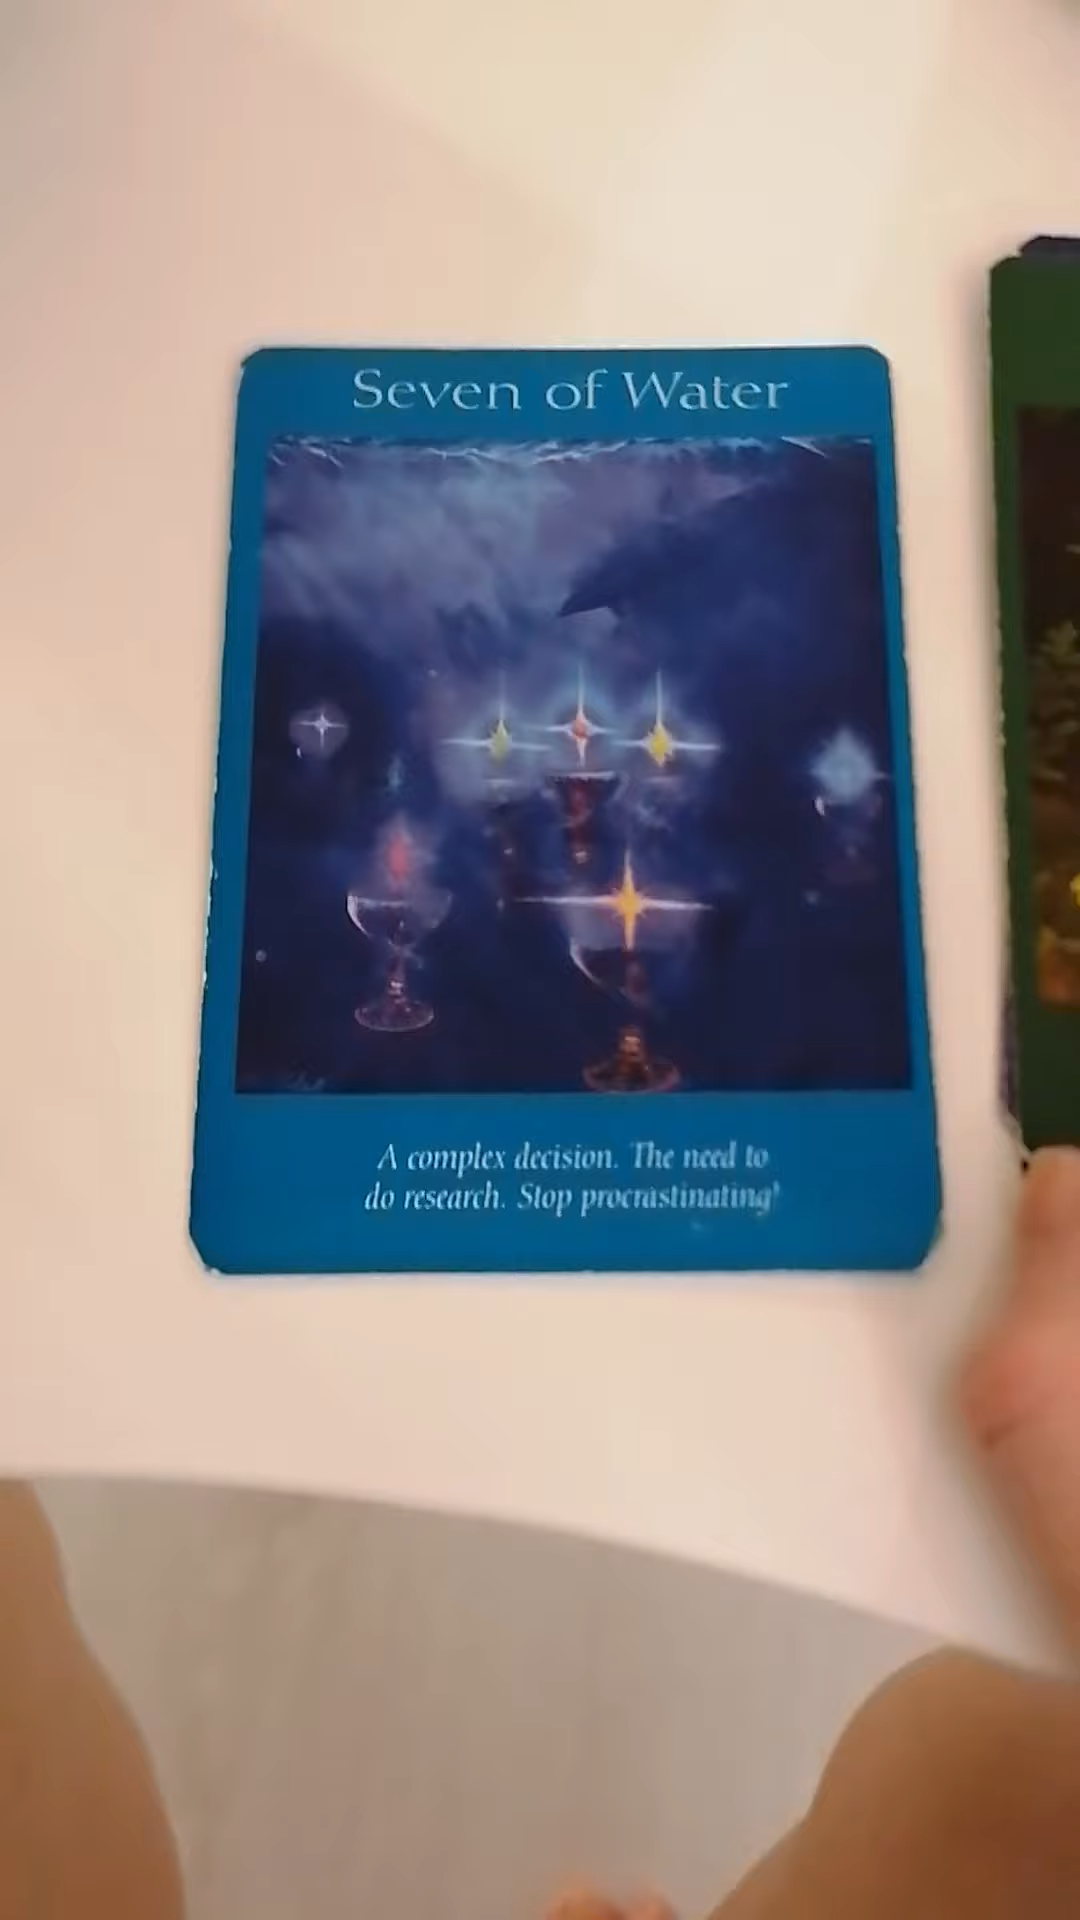 Seven of Water
A complex decision. The need to
do research. Stop procrastinating!